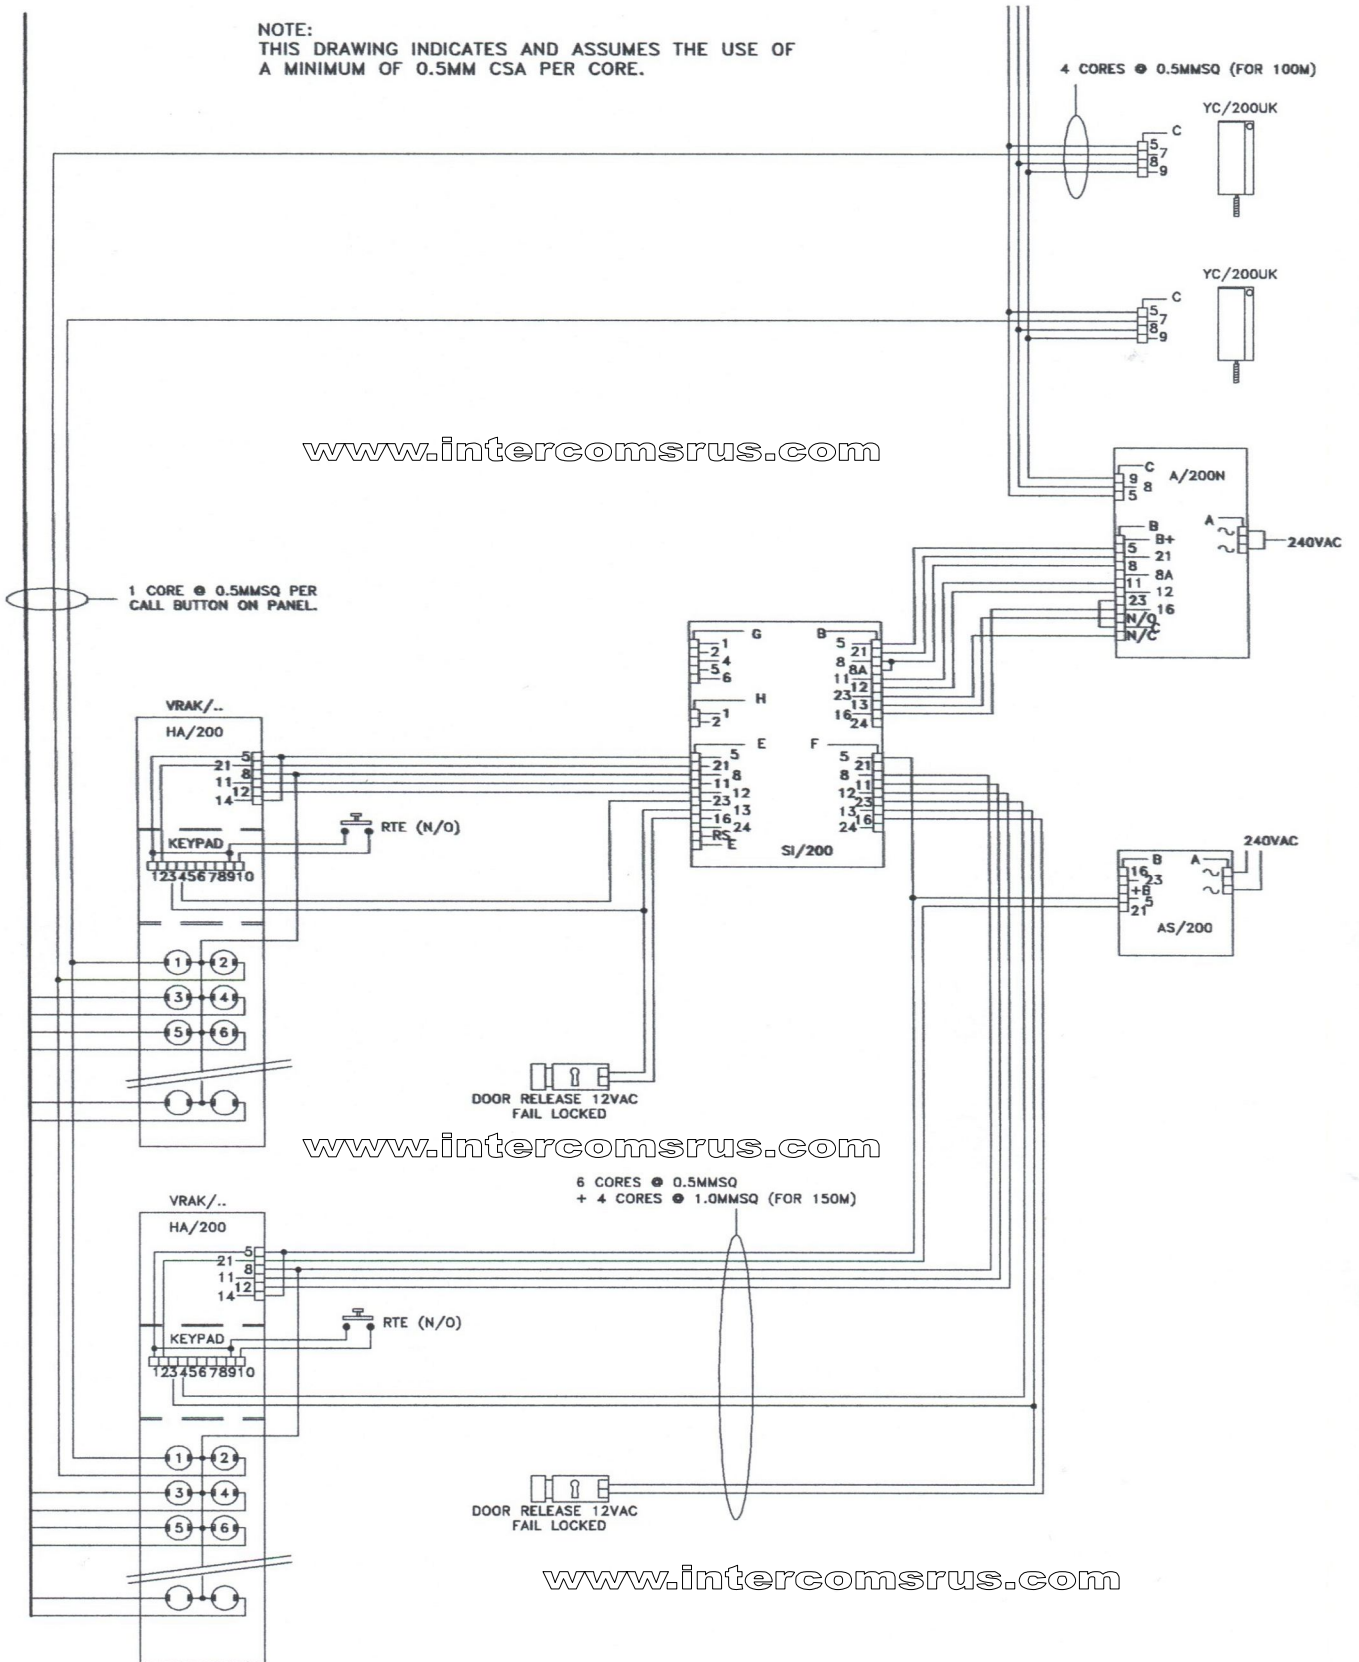 NOTE:
THIS DRAWING INDICATES AND ASSUMES THE USE OF
A MINIMUM OF 0.5MM CSA PER CORE.
4 CORES @ 0.5MMSQ (FOR 100M)
YC/200UK
C
5
7
8
9
YC/200UK
C
5
7
8
9
www.intercomsrus.com
A/200N
C
9
8
5
B
B+
5
21
8
8A
11
12
23
16
N/O
C
N/C
A
240VAC
1 CORE @ 0.5MMSQ PER
CALL BUTTON ON PANEL.
G
1
2
4
5
6
H
1
2
E
5
21
8
11
12
23
13
16
24
RS
E
B
5
21
8
8A
11
12
23
13
16
24
F
5
21
8
11
12
23
13
16
24
SI/200
VRAK/..
HA/200
5
21
8
11
12
14
KEYPAD
12345678910
RTE (N/O)
1 2
3 4
5 6
240VAC
B A
16
23
+B
5
21
AS/200
DOOR RELEASE 12VAC
FAIL LOCKED
www.intercomsrus.com
6 CORES @ 0.5MMSQ
+ 4 CORES @ 1.0MMSQ (FOR 150M)
VRAK/..
HA/200
5
21
8
11
12
14
KEYPAD
12345678910
RTE (N/O)
1 2
3 4
5 6
DOOR RELEASE 12VAC
FAIL LOCKED
www.intercomsrus.com